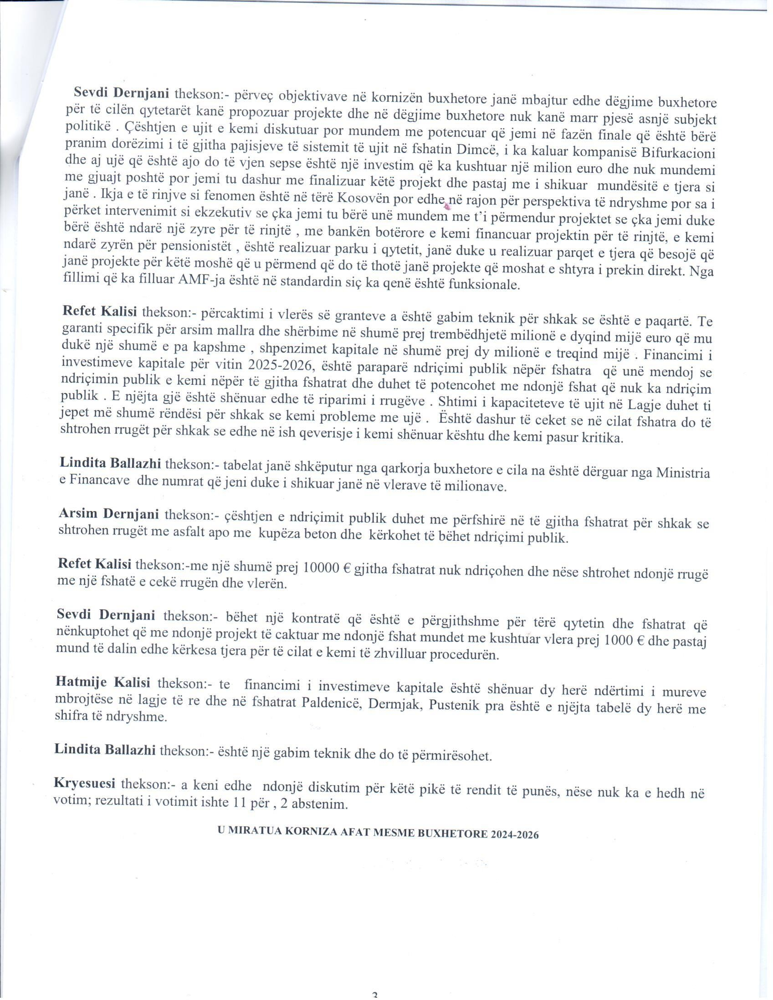 Sevdi Dernjani thekson:- përveç objektivave në kornizën buxhetore janë mbajtur edhe dëgjime buxhetore
për të cilën qytetarët kanë propozuar projekte dhe në dëgjime buxhetore nuk kanë marr pjesë asnjë subjekt
politikë . Çështjen e ujit e kemi diskutuar por mundem me potencuar që jemi në fazën finale që është bërë
pranim dorëzimi i të gjitha pajisjeve të sistemit të ujit në fshatin Dimcë, i ka kaluar kompanisë Bifurkacioni
dhe aj ujë që është ajo do të vjen sepse është një investim që ka kushtuar një milion euro dhe nuk mundemi
me gjuajt poshtë por jemi tu dashur me finalizuar këtë projekt dhe pastaj me i shikuar mundësitë e tjera si
janë . Ikja e të rinjve si fenomen është në tërë Kosovën por edhe në rajon për perspektiva të ndryshme por sa i
përket intervenimit si ekzekutiv se çka jemi tu bërë unë mundem me t’i përmendur projektet se çka jemi duke
bërë është ndarë një zyre për të rinjtë , me bankën botërore e kemi financuar projektin për të rinjtë, e kemi
ndarë zyrën për pensionistët , është realizuar parku i qytetit, janë duke u realizuar parqet e tjera që besojë që
janë projekte për këtë moshë që u përmend që do të thotë janë projekte që moshat e shtyra i prekin direkt. Nga
fillimi që ka filluar AMF-ja është në standardin siç ka qenë është funksionale.
Refet Kalisi thekson:- përcaktimi i vlerës së granteve a është gabim teknik për shkak se është e paqartë. Te
garanti specifik për arsim mallra dhe shërbime në shumë prej trembëdhjetë milionë e dyqind mijë euro që mu
dukë një shumë e pa kapshme , shpenzimet kapitale në shumë prej dy milionë e treqind mijë . Financimi i
investimeve kapitale për vitin 2025-2026, është paraparë ndriçimi publik nëpër fshatra që unë mendoj se
ndriçimin publik e kemi nëpër të gjitha fshatrat dhe duhet të potencohet me ndonjë fshat që nuk ka ndriçim
publik . E njëjta gjë është shënuar edhe të riparimi i rrugëve . Shtimi i kapaciteteve të ujit në Lagje duhet ti
jepet më shumë rëndësi për shkak se kemi probleme me ujë . Është dashur të ceket se në cilat fshatra do të
shtrohen rrugët për shkak se edhe në ish qeverisje i kemi shënuar kështu dhe kemi pasur kritika.
Lindita Ballazhi thekson:- tabelat janë shkëputur nga qarkorja buxhetore e cila na është dërguar nga Ministria
e Financave dhe numrat që jeni duke i shikuar janë në vlerave të milionave.
Arsim Dernjani thekson:- çështjen e ndriçimit publik duhet me përfshirë në të gjitha fshatrat për shkak se
shtrohen rrugët me asfalt apo me kupëza beton dhe kërkohet të bëhet ndriçimi publik.
Refet Kalisi thekson:-me një shumë prej 10000 € gjitha fshatrat nuk ndriçohen dhe nëse shtrohet ndonjë rrugë
me një fshatë e cekë rrugën dhe vlerën.
Sevdi Dernjani thekson:- bëhet një kontratë që është e përgjithshme për tërë qytetin dhe fshatrat që
nënkuptohet që me ndonjë projekt të caktuar me ndonjë fshat mundet me kushtuar vlera prej 1000 € dhe pastaj
mund të dalin edhe kërkesa tjera për të cilat e kemi të zhvilluar procedurën.
Hatmije Kalisi thekson:- te financimi i investimeve kapitale është shënuar dy herë ndërtimi i mureve
mbrojtëse në lagje të re dhe në fshatrat Paldenicë, Dermjak, Pustenik pra është e njëjta tabelë dy herë me
shifra të ndryshme.
Lindita Ballazhi thekson:- është një gabim teknik dhe do të përmirësohet.
Kryesuesi thekson:- a keni edhe ndonjë diskutim për këtë pikë të rendit të punës, nëse nuk ka e hedh në
votim; rezultati i votimit ishte 11 për , 2 abstenim.
U MIRATUA KORNIZA AFAT MESME BUXHETORE 2024-2026
3